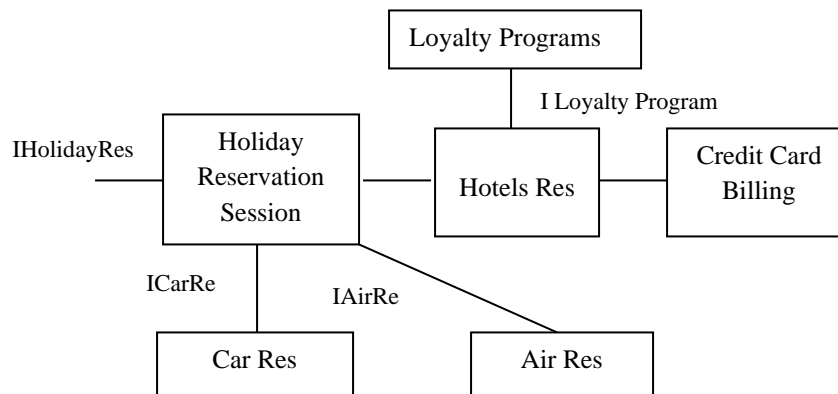 Loyalty Programs
I Loyalty Program
IHolidayRes
Holiday
Reservation
Session
Hotels Res
Credit Card
Billing
ICarRe
IAirRe
Car Res
Air Res